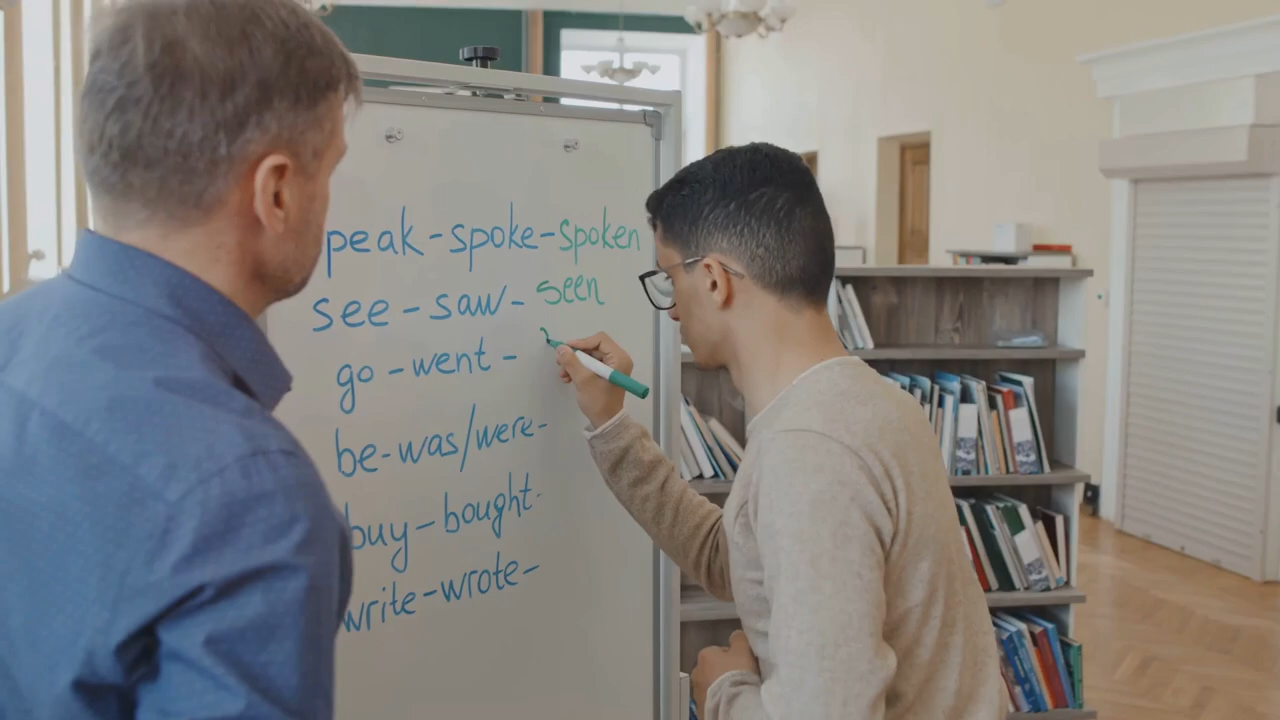 peak-spoke-spoken
see-saw-seen
go-went-
be-was/were-
buy-bought-
write-wrote-